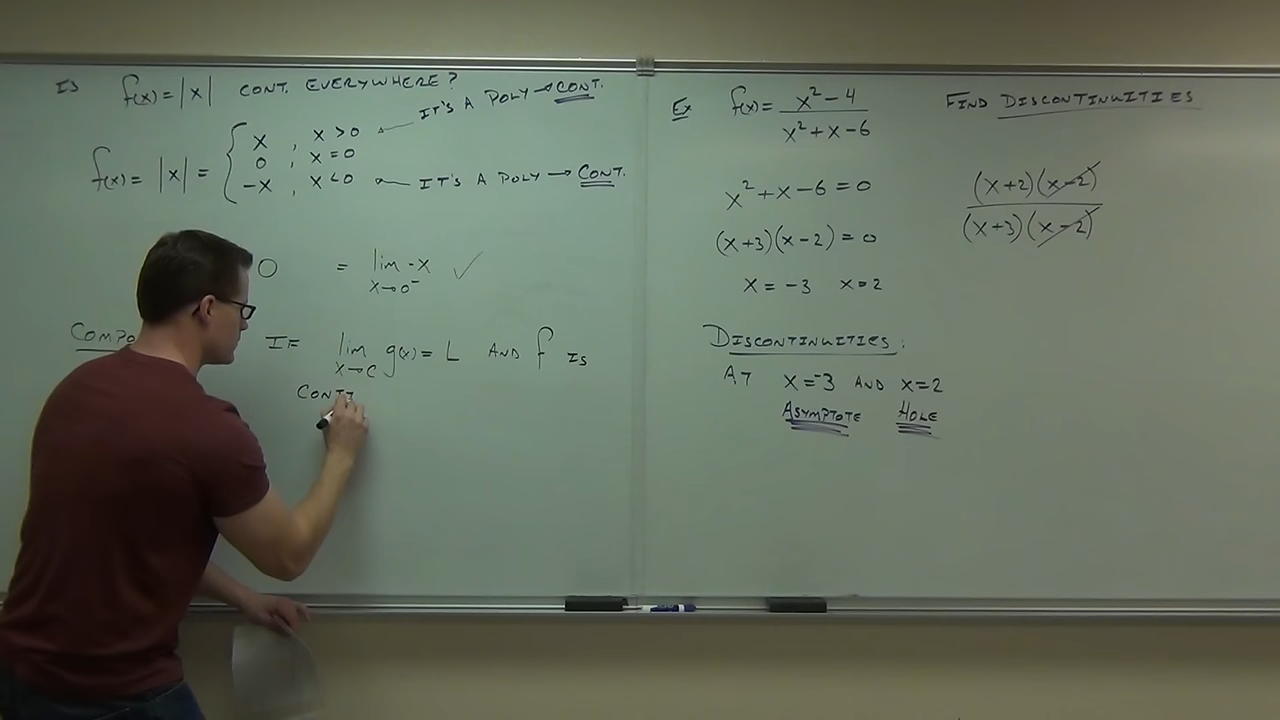 Is f(x) = |x| CONT. EVERYWHERE?
f(x) = |x| = { x , x > 0 ← IT'S A POLY → CONT.
0 , x = 0
-x , x < 0 ← IT'S A POLY → CONT.
0 = lim -x ✓
x→0⁻
IF lim g(x) = L AND f IS
x→c
Ex f(x) = (x² - 4)/(x² + x - 6) FIND DISCONTINUITIES
x² + x - 6 = 0
(x+3)(x-2) = 0
x = -3 x = 2
(x+2)(x-2)
(x+3)(x-2)
DISCONTINUITIES:
AT x = -3 AND x = 2
ASYMPTOTE HOLE